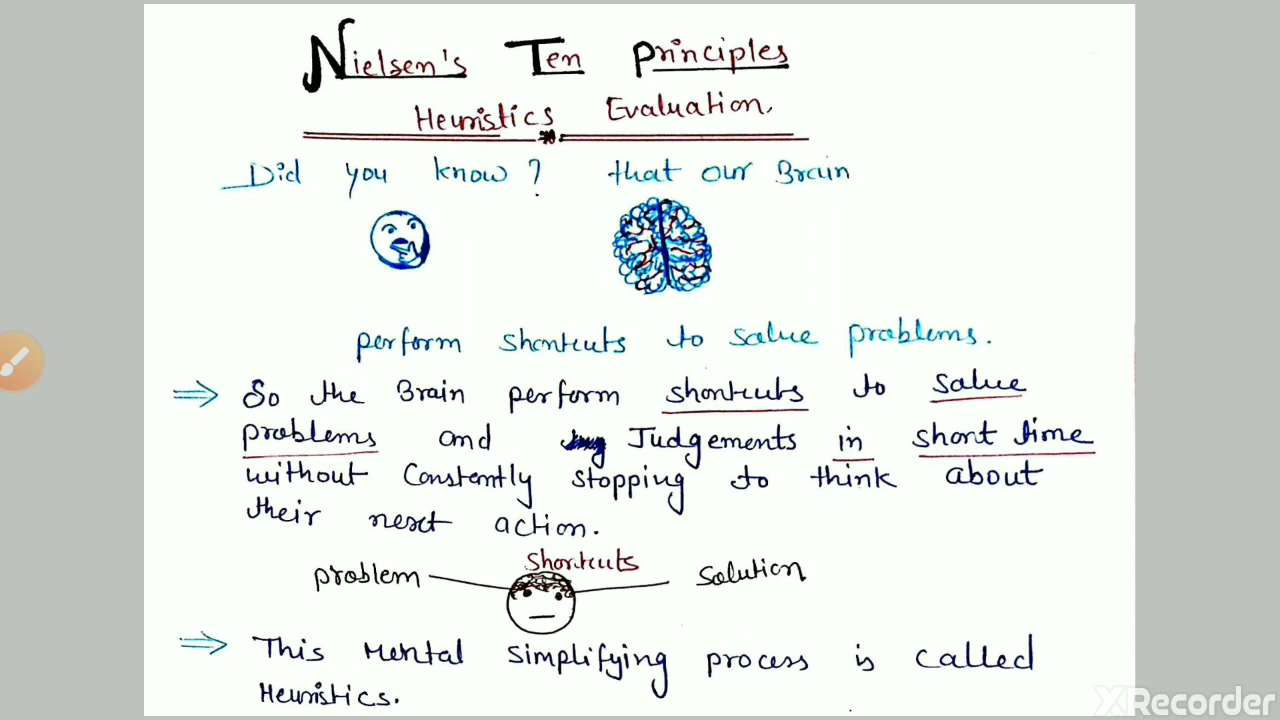 Nielsen's Ten Principles
Heuristics Evaluation.
Did you know? that our Brain
perform shortcuts to salue problems.
⇒ So the Brain perform shortcuts to salue
problems and Judgements in short time
without Constently stopping to think about
their next action.
Shortcuts
problem solution
⇒ This Mental simplifying process is called
Heuristics.
XRecorder